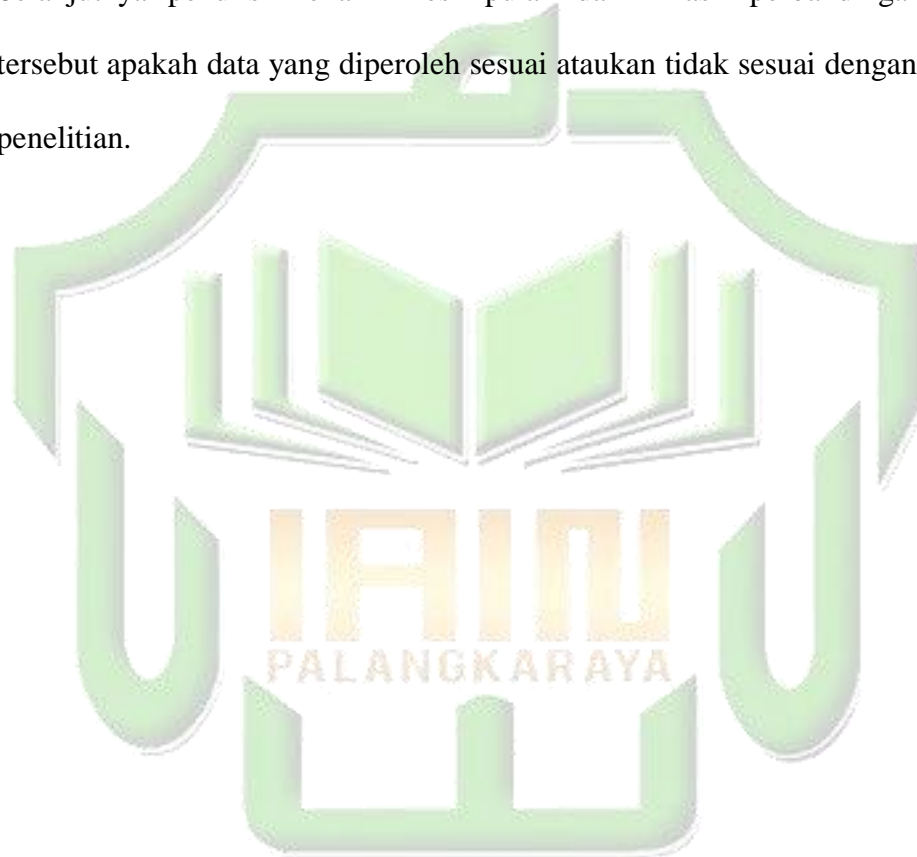 tersebut apakah data yang diperoleh sesuai ataukan tidak sesuai dengan
penelitian.
IAIN
PALANGKARAYA